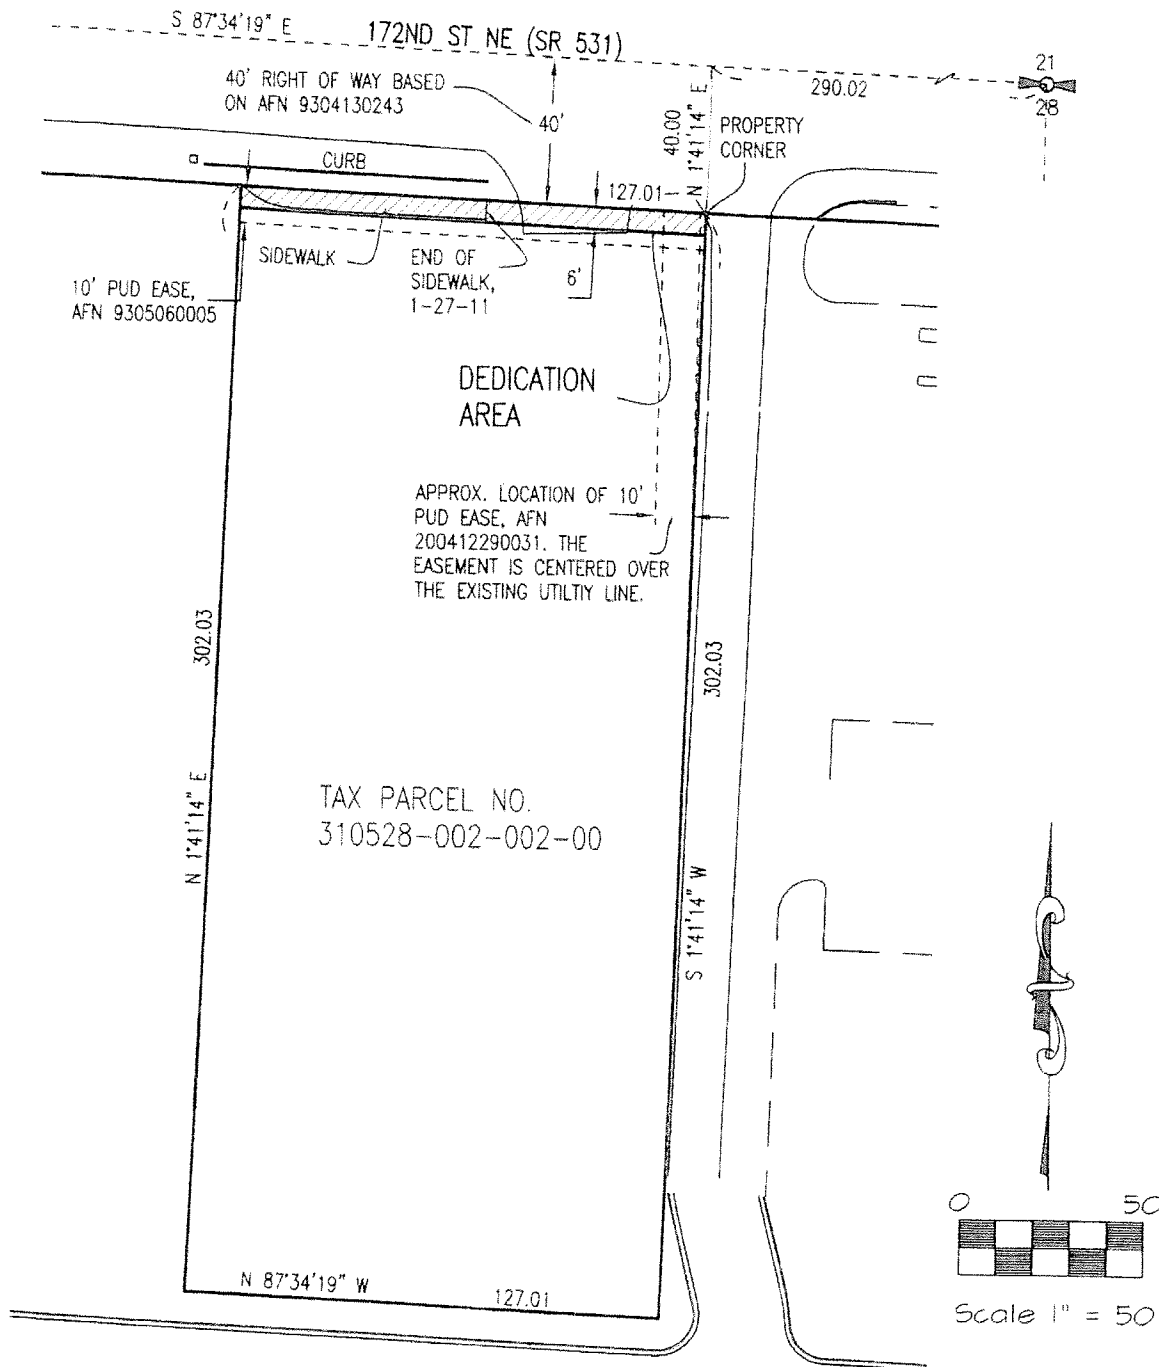 S 87°34'19" E
172ND ST NE (SR 531)
40' RIGHT OF WAY BASED
ON AFN 9304130243
40'
40.00
N 1°41'14" E
290.02
21
28
PROPERTY
CORNER
CURB
127.01
SIDEWALK
END OF
SIDEWALK,
1-27-11
6'
10' PUD EASE,
AFN 9305060005
DEDICATION
AREA
APPROX. LOCATION OF 10'
PUD EASE, AFN
200412290031. THE
EASEMENT IS CENTERED OVER
THE EXISTING UTILTIY LINE.
302.03
302.03
N 1°41'14" E
TAX PARCEL NO.
310528-002-002-00
S 1°41'14" W
N 87°34'19" W
127.01
0 50
Scale 1" = 50